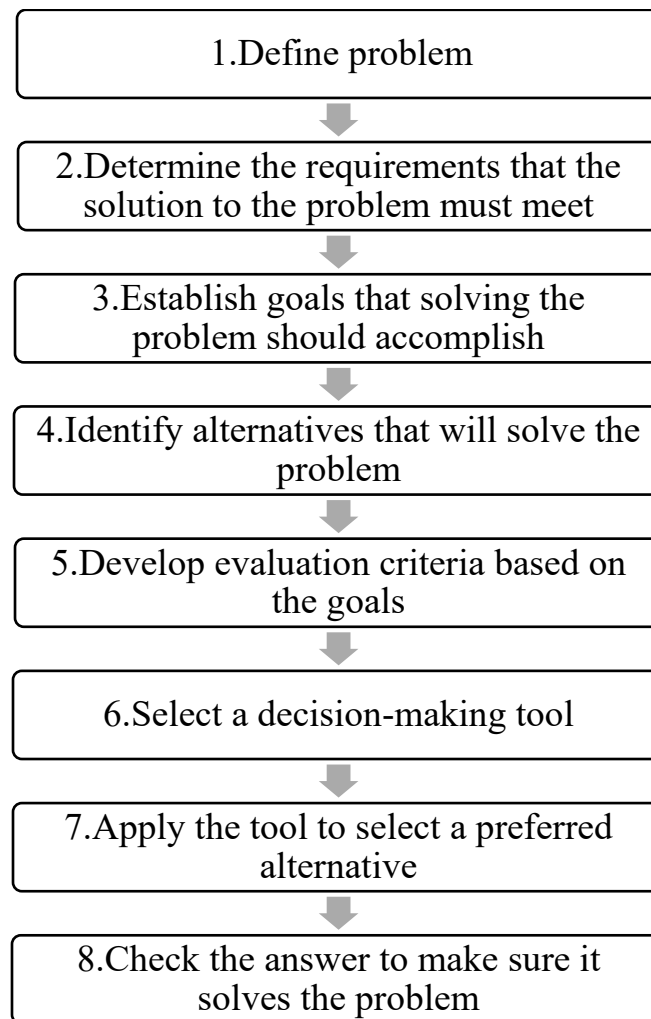 1.Define problem
2.Determine the requirements that the
solution to the problem must meet
3.Establish goals that solving the
problem should accomplish
4.Identify alternatives that will solve the
problem
5.Develop evaluation criteria based on
the goals
6.Select a decision-making tool
7.Apply the tool to select a preferred
alternative
8.Check the answer to make sure it
solves the problem